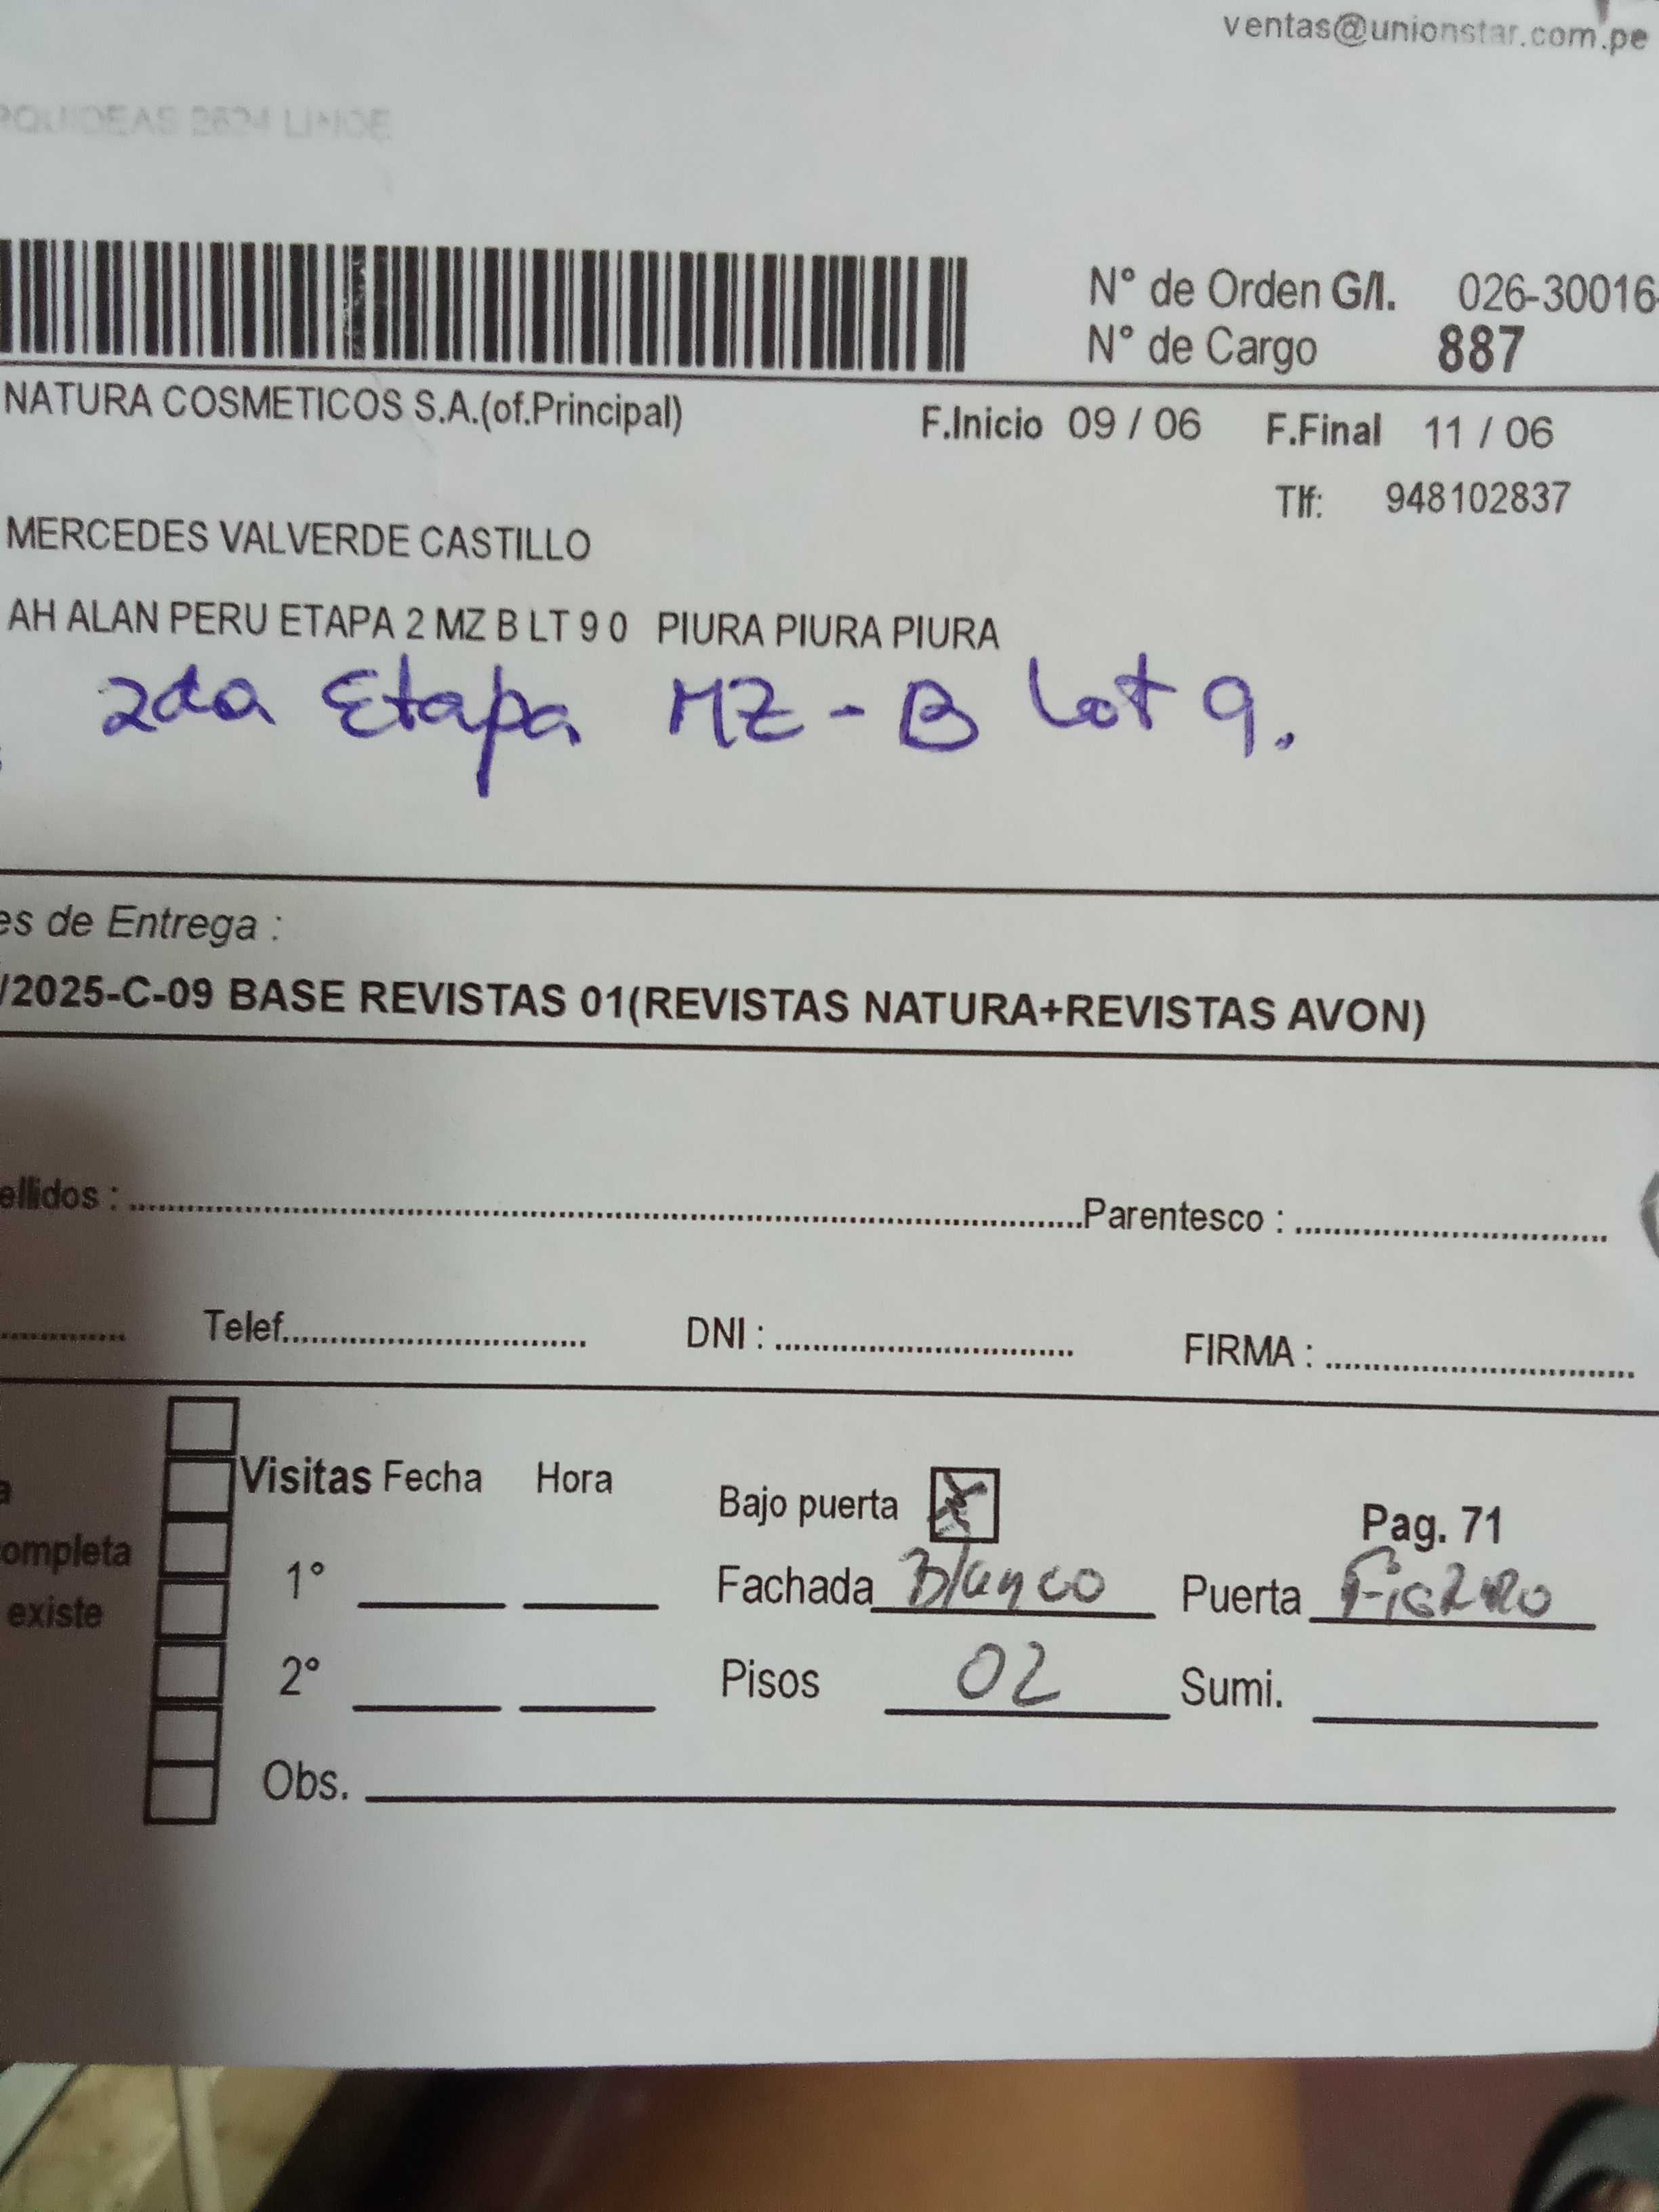 ventas@unionstar.com.pe
N° de Orden G/I. 026-30016
N° de Cargo 887
NATURA COSMETICOS S.A.(of.Principal) F.Inicio 09 / 06 F.Final 11 / 06
Tlf: 948102837
MERCEDES VALVERDE CASTILLO
AH ALAN PERU ETAPA 2 MZ B LT 9 0 PIURA PIURA PIURA
2da Etapa MZ - B Lot 9.
es de Entrega :
/2025-C-09 BASE REVISTAS 01(REVISTAS NATURA+REVISTAS AVON)
ellidos : Parentesco :
Telef. DNI : FIRMA :
Visitas Fecha Hora Bajo puerta X Pag. 71
ompleta
1° Fachada Blanco Puerta
existe
2° Pisos 02 Sumi.
Obs.